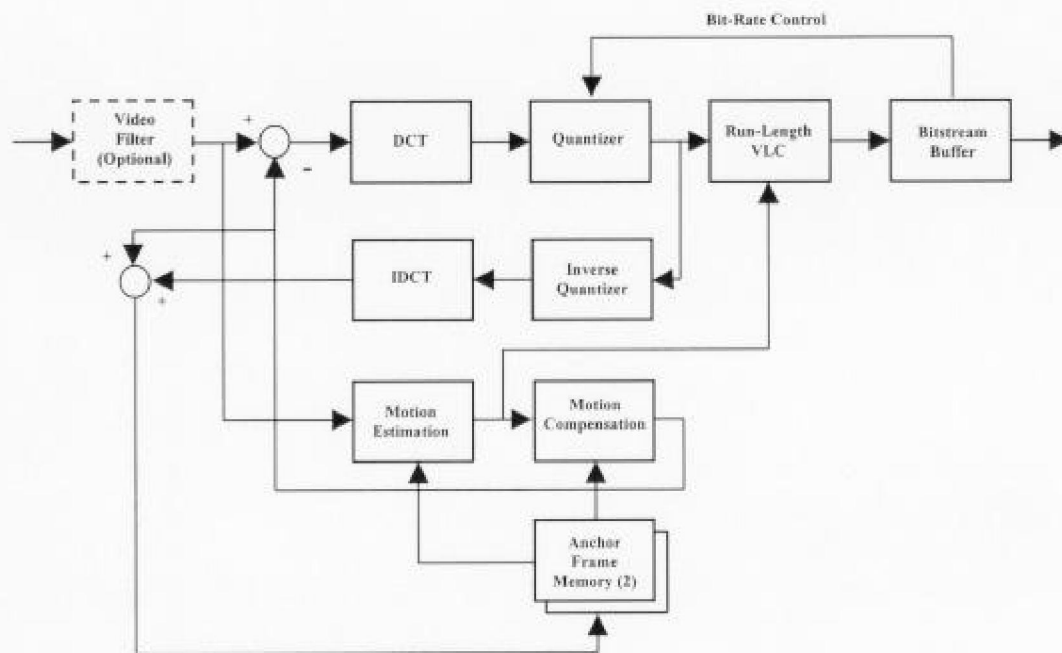 Bit-Rate Control
Video
Filter
(Optional)
+
−
DCT
Quantizer
Run-Length
VLC
Bitstream
Buffer
+
+
IDCT
Inverse
Quantizer
Motion
Estimation
Motion
Compensation
Anchor
Frame
Memory (2)